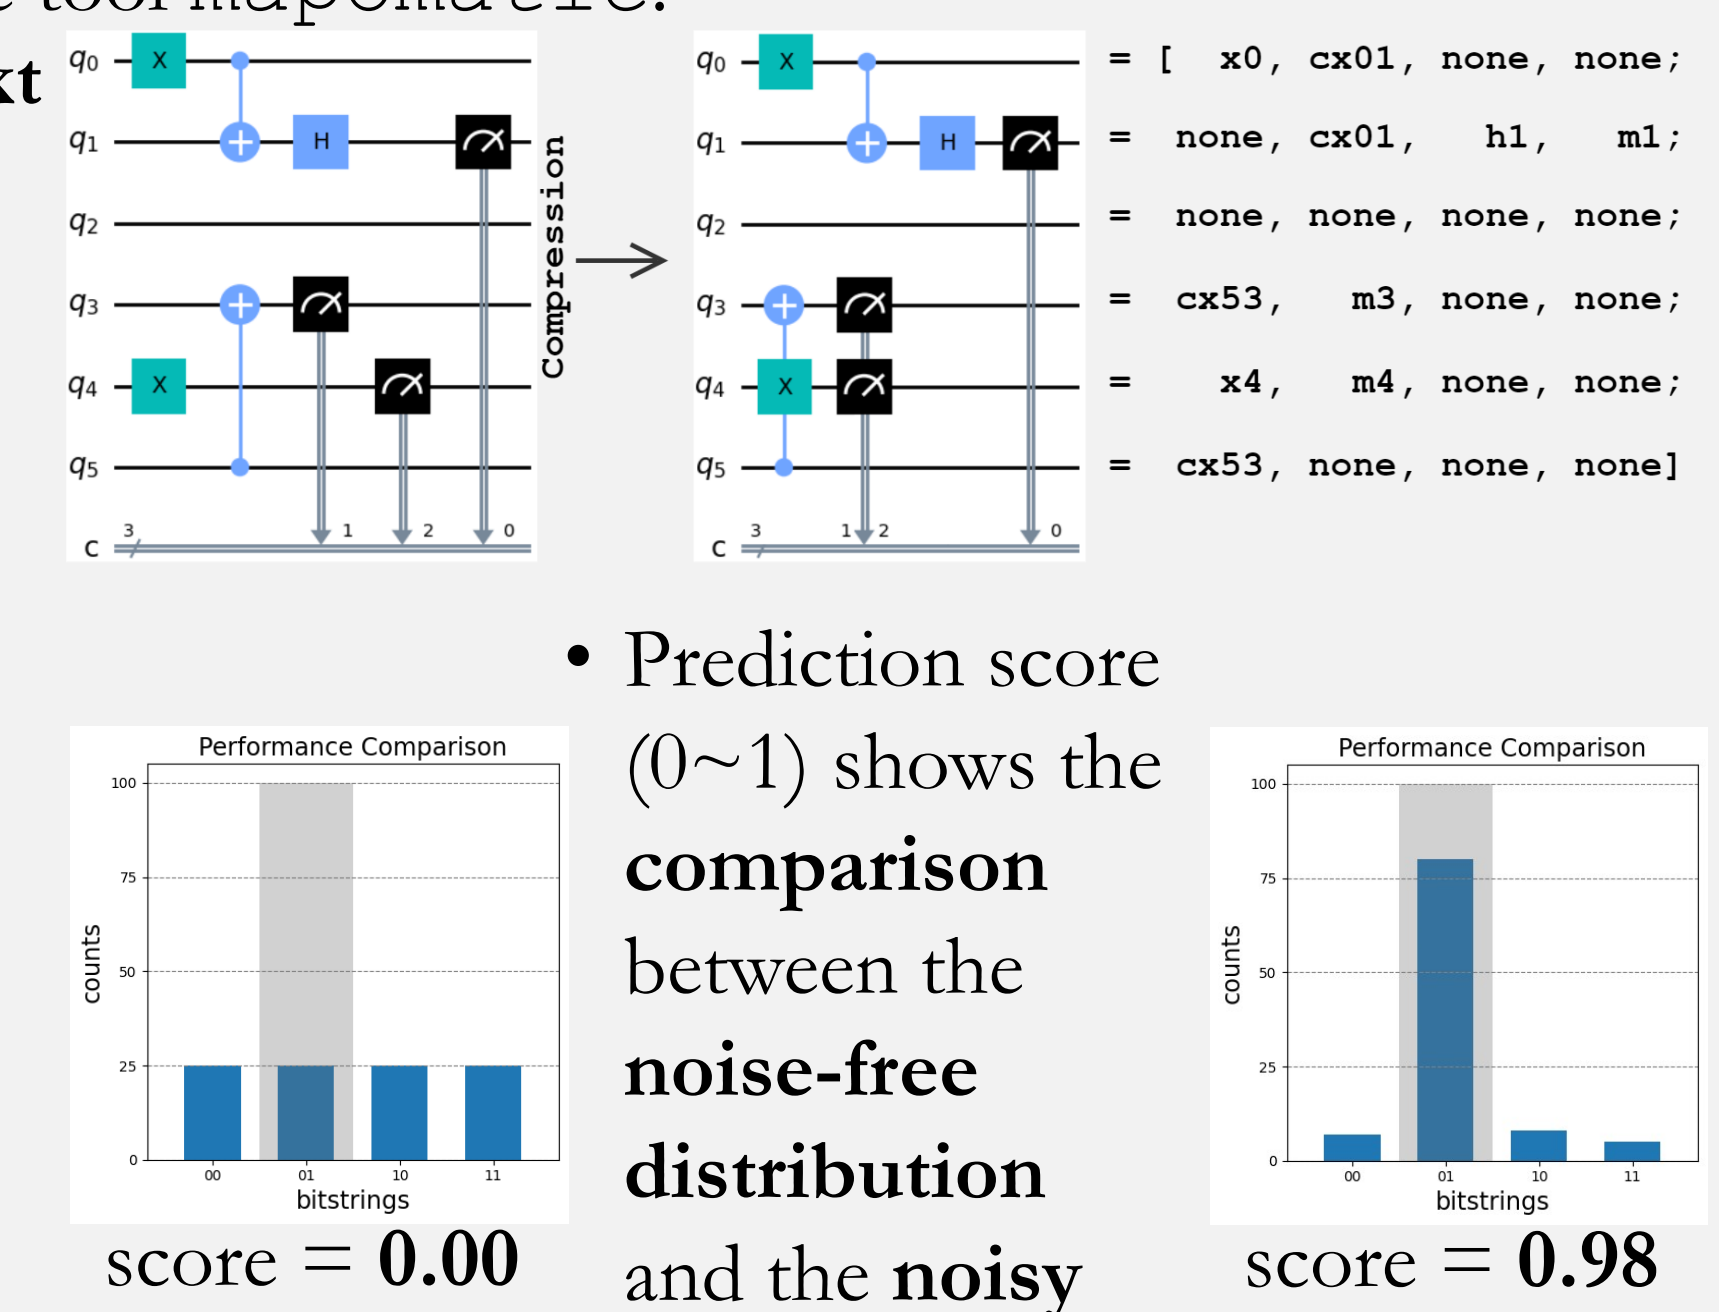 e tool mapomatic.
xt
q0 X
q1 H
q2
q3
q4 X
q5
3 1 2 0
c
Compression
q0 X
q1 H
q2
q3
q4 X
q5
3 1 2 0
c
= [ x0, cx01, none, none;
= none, cx01, h1, m1;
= none, none, none, none;
= cx53, m3, none, none;
= x4, m4, none, none;
= cx53, none, none, none]
Performance Comparison
100
75
50
25
0
counts
00 01 10 11
bitstrings
score = 0.00
• Prediction score
(0~1) shows the
comparison
between the
noise-free
distribution
and the noisy
Performance Comparison
100
75
50
25
0
counts
00 01 10 11
bitstrings
score = 0.98